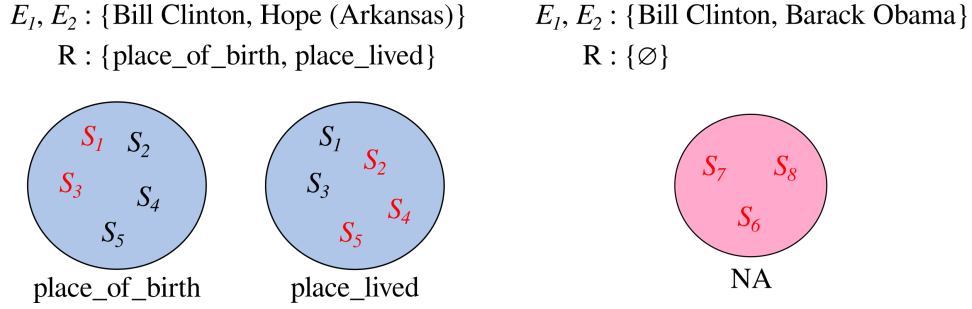 E1, E2 : {Bill Clinton, Hope (Arkansas)}
R : {place_of_birth, place_lived}
E1, E2 : {Bill Clinton, Barack Obama}
R : {∅}
S1 S2
S3 S4
S5
place_of_birth
S1 S2
S3 S4
S5
place_lived
S7 S8
S6
NA